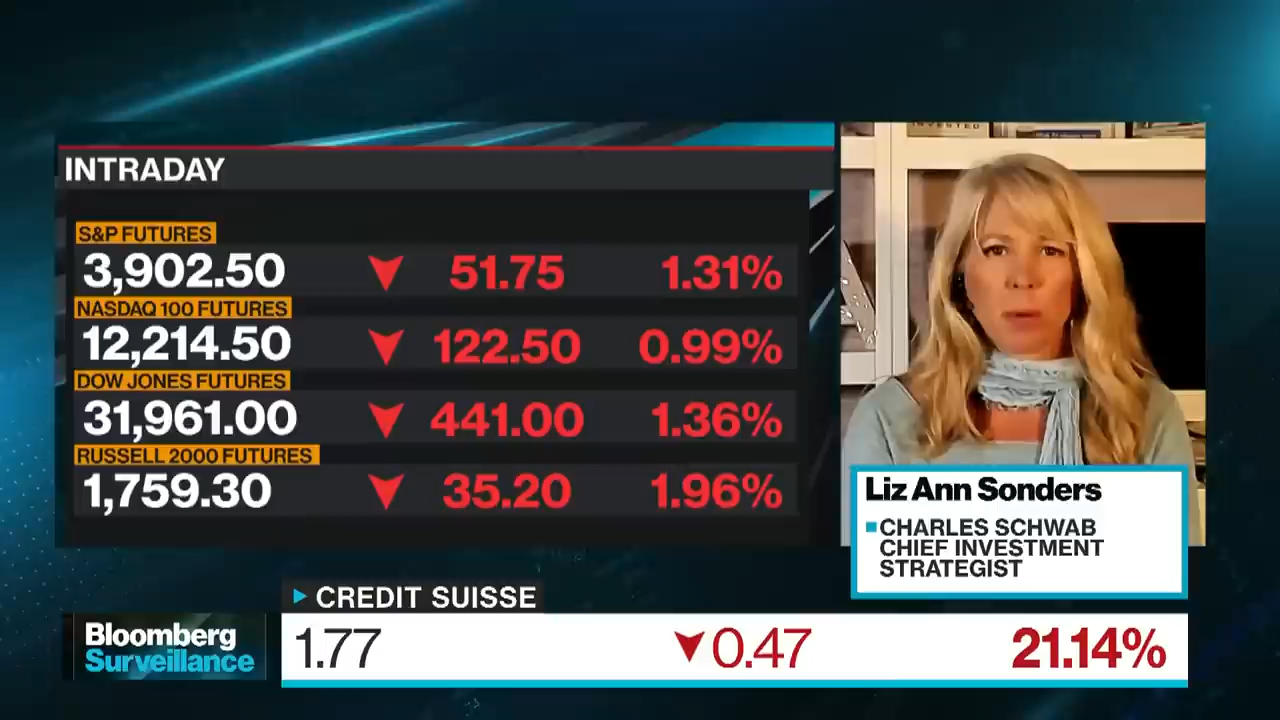 INVESTED
INTRADAY
S&P FUTURES
3,902.50 51.75 1.31%
NASDAQ 100 FUTURES
12,214.50 122.50 0.99%
DOW JONES FUTURES
31,961.00 441.00 1.36%
RUSSELL 2000 FUTURES
1,759.30 35.20 1.96%
Liz Ann Sonders
CHARLES SCHWAB
CHIEF INVESTMENT
STRATEGIST
CREDIT SUISSE
Bloomberg
Surveillance
1.77 0.47 21.14%